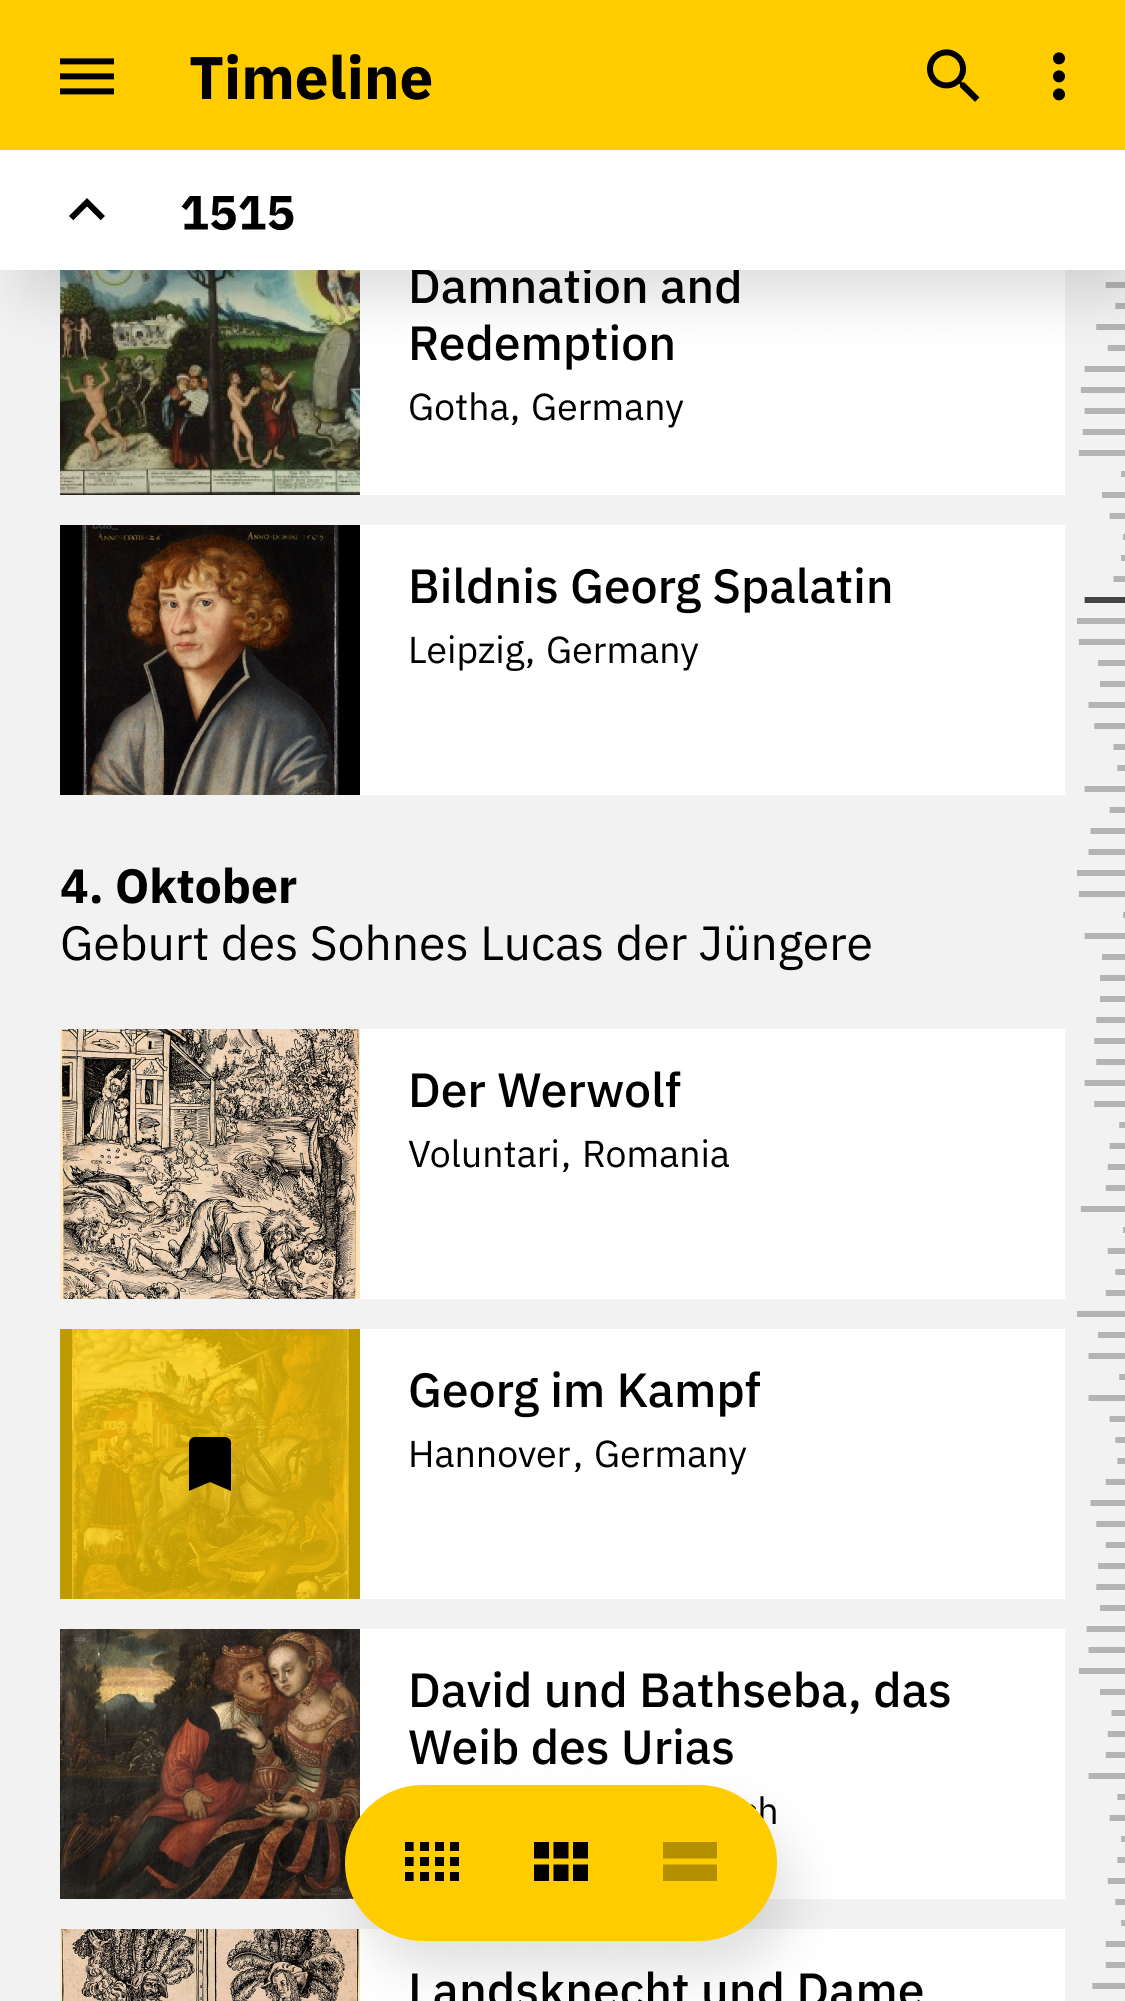 Timeline
1515
Damnation and
Redemption
Gotha, Germany
Bildnis Georg Spalatin
Leipzig, Germany
4. Oktober
Geburt des Sohnes Lucas der Jüngere
Der Werwolf
Voluntari, Romania
Georg im Kampf
Hannover, Germany
David und Bathseba, das
Weib des Urias
Landsknecht und Dame